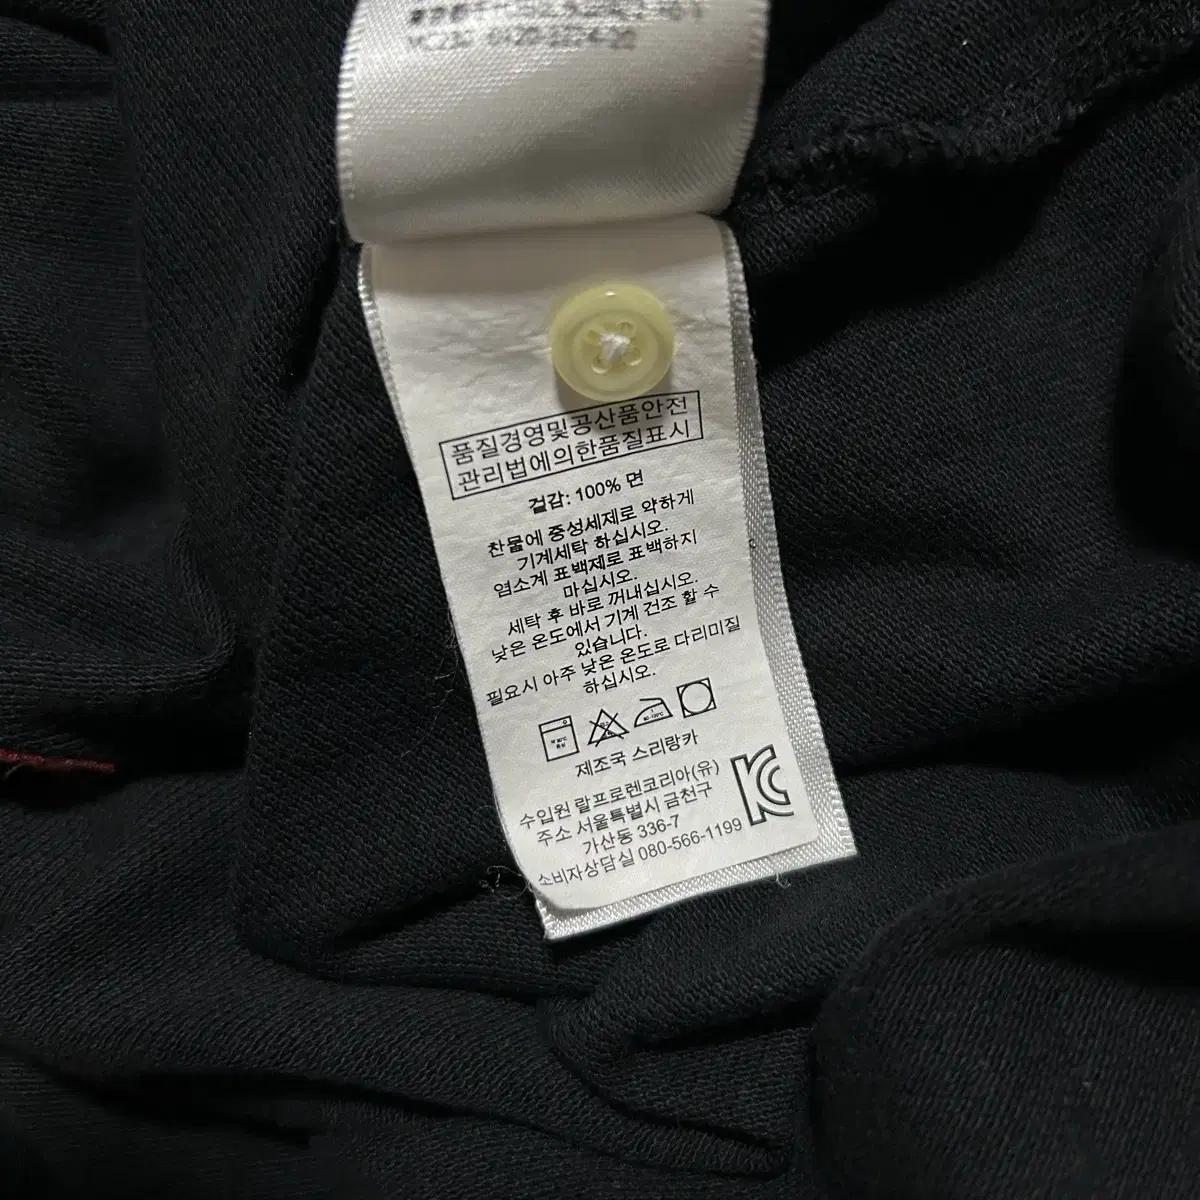 품질경영및공산품안전
관리법에의한품질표시
겉감: 100% 면
찬물에 중성세제로 약하게
기계세탁 하십시오.
염소계 표백제로 표백하지
마십시오.
세탁 후 바로 꺼내십시오.
낮은 온도에서 기계 건조 할 수
있습니다.
필요시 아주 낮은 온도로 다리미질
하십시오.
제조국 스리랑카
수입원 랄프로렌코리아(유)
주소 서울특별시 금천구
가산동 336-7
소비자상담실 080-566-1199